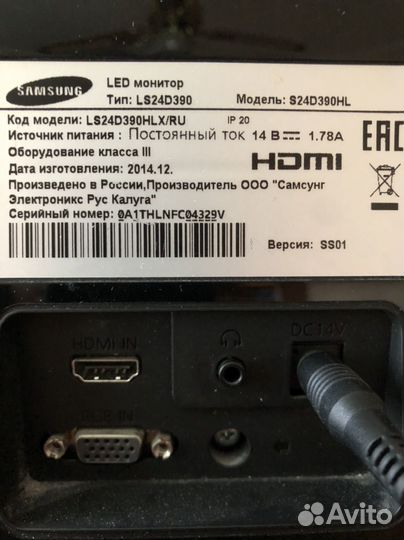 SAMSUNG
LED монитор
Тип: LS24D390 Модель: S24D390HL
Код модели: LS24D390HLX/RU IP 20
Источник питания : Постоянный ток 14 В 1.78A
Оборудование класса III
HDMI
EAC
Дата изготовления: 2014.12.
Произведено в России,Производитель ООО "Самсунг
Электроникс Рус Калуга"
Серийный номер: 0A1THLNFC04329V
Версия: SS01
HDMI IN
DC14V
RGB IN
Avito